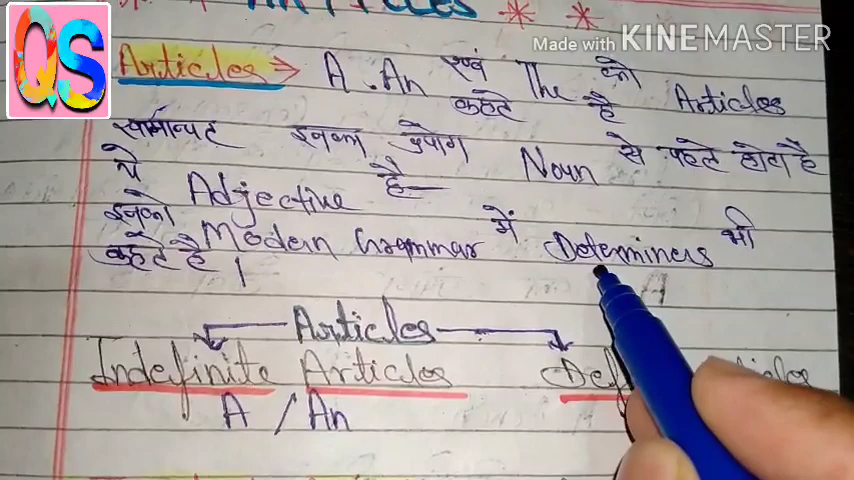 ARTICLES
QS
Made with KINEMASTER
Articles → A . An एवं The को Articles
कहते है
सामान्यत इनका उपयोग Noun से पहले होता है
ये Adjective है—
इनको Modern Grammar में Determiners भी
कहते है ।
Articles
Indefinite Articles
A / An